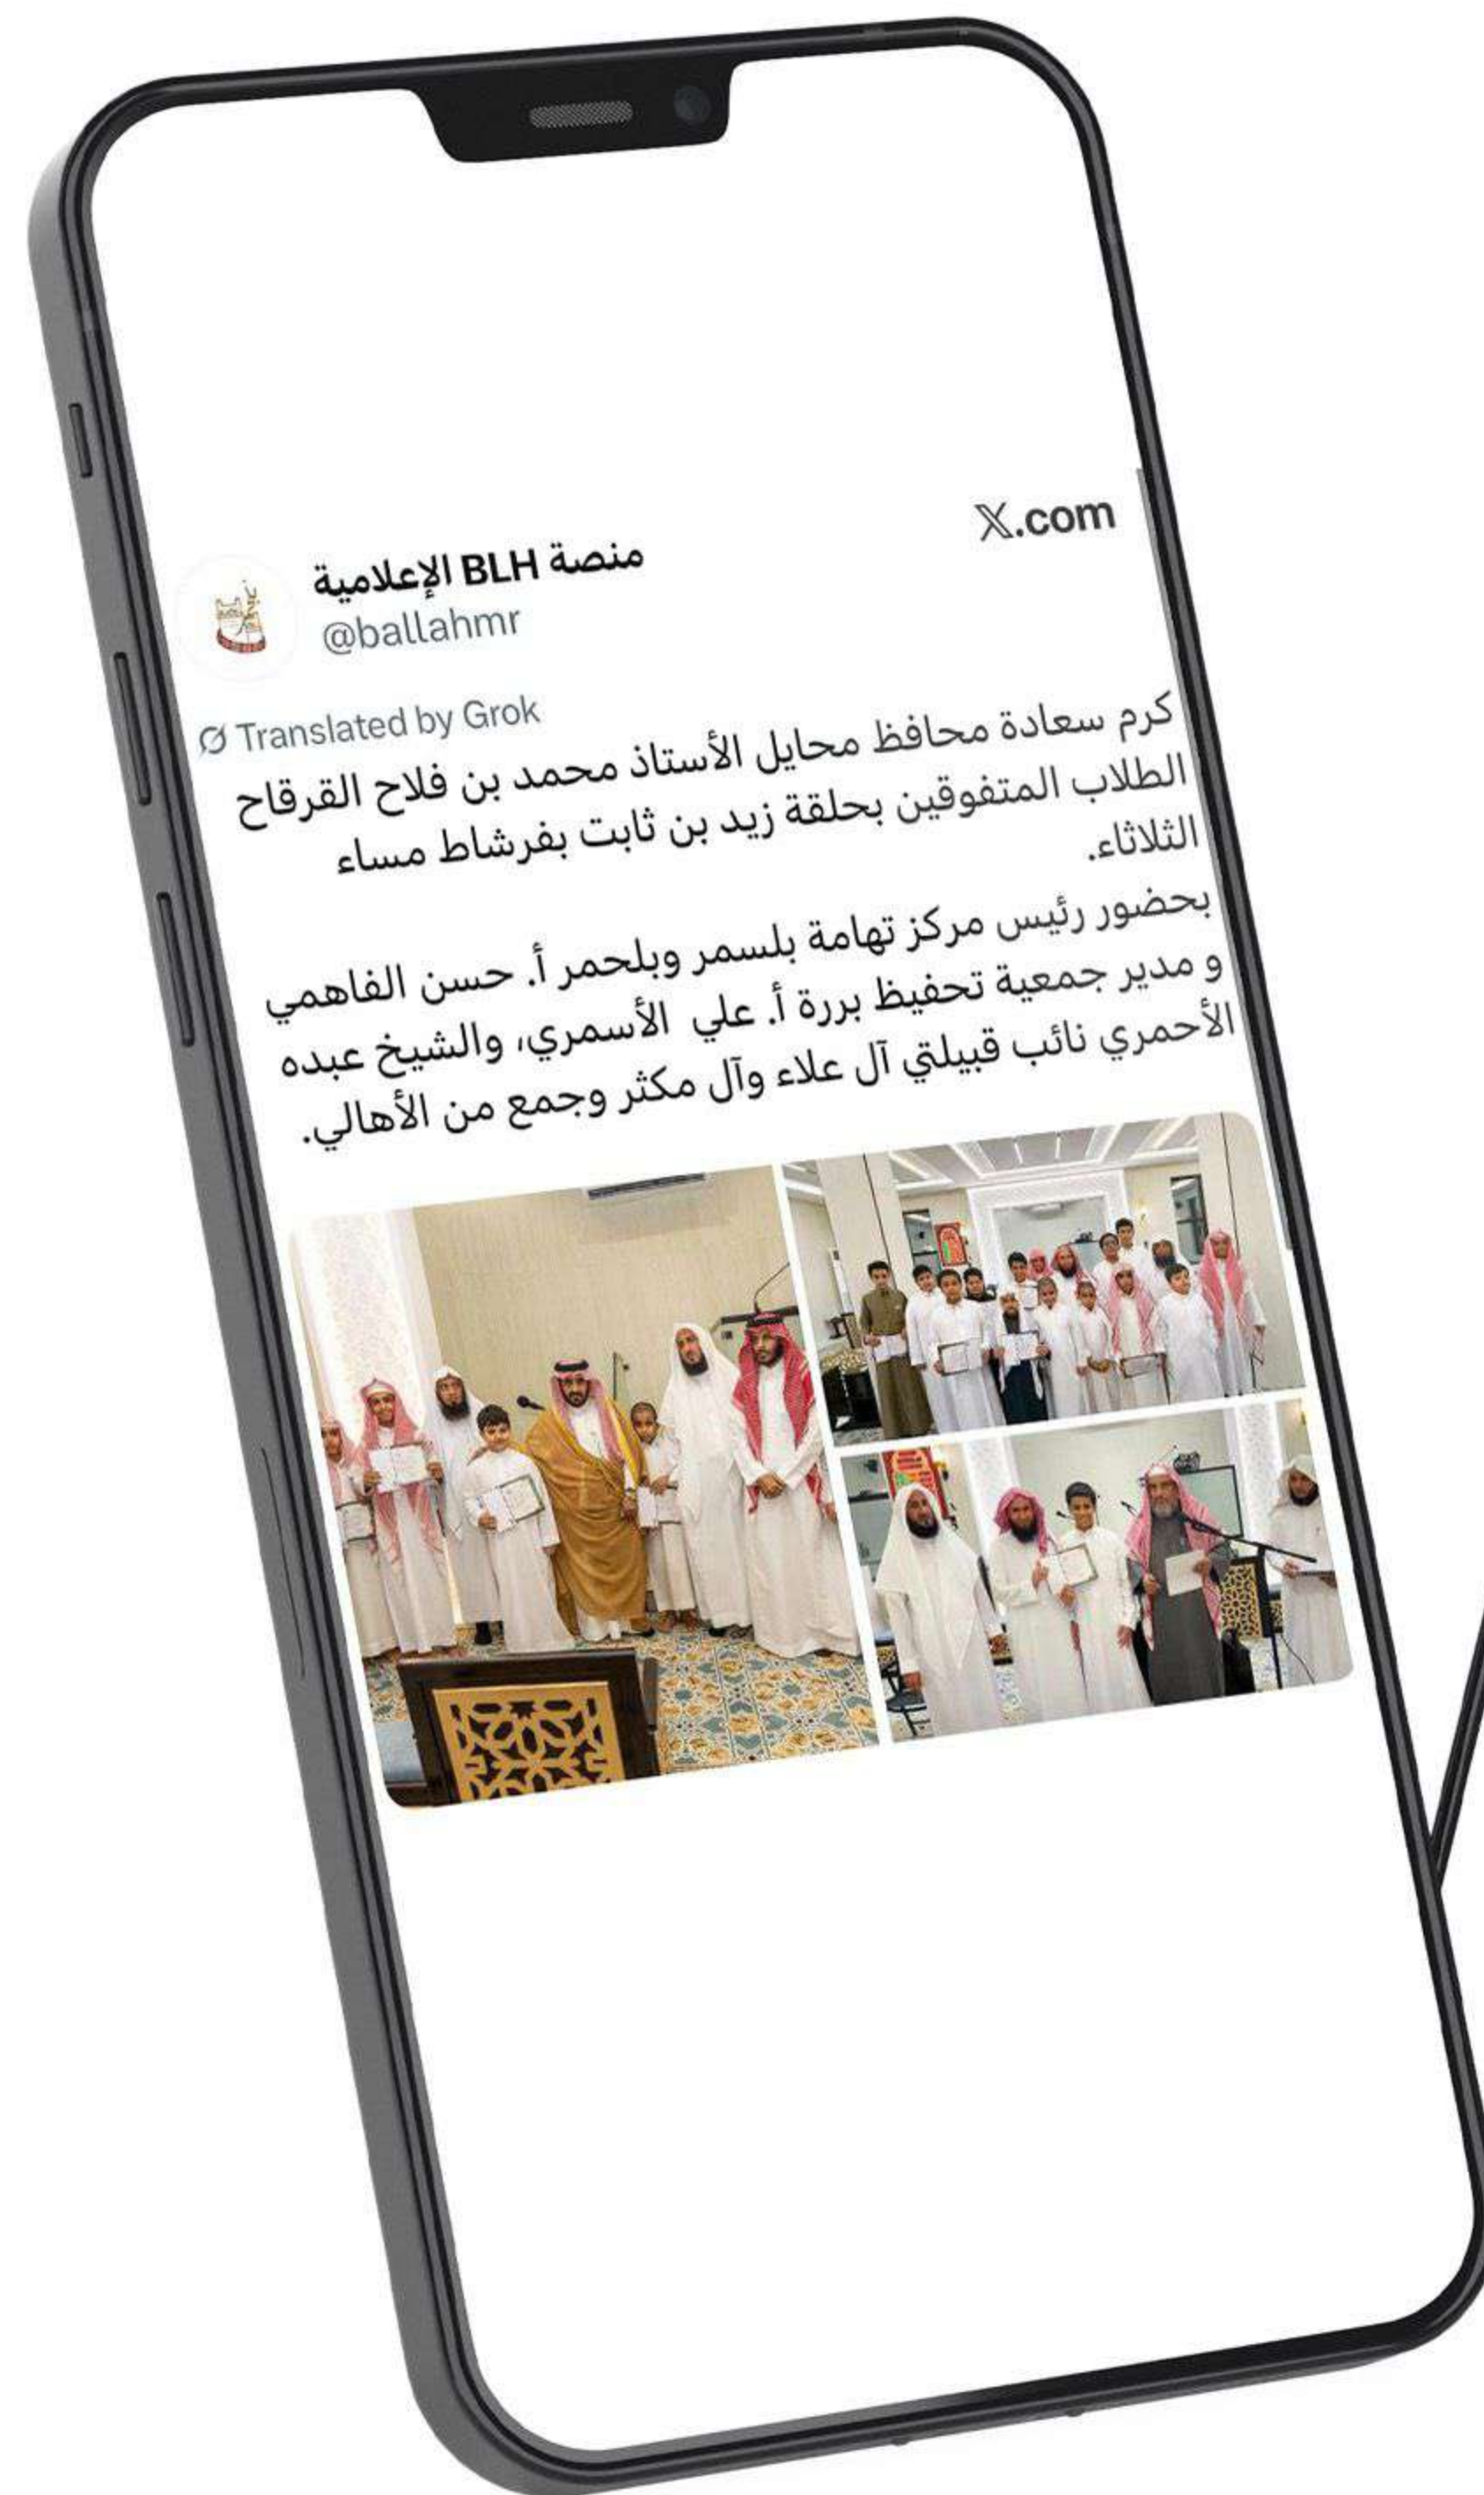 X.com
منصة BLH الإعلامية
@ballahmr
Translated by Grok
كرم سعادة محافظ محايل الأستاذ محمد بن فلاح القرقاح
الطلاب المتفوقين بحلقة زيد بن ثابت بفرشاط مساء
الثلاثاء.
بحضور رئيس مركز تهامة بلسمر وبلحمر أ. حسن الفاهمي
و مدير جمعية تحفيظ بررة أ. علي الأسمري، والشيخ عبده
الأحمري نائب قبيلتي آل علاء وآل مكثر وجمع من الأهالي.